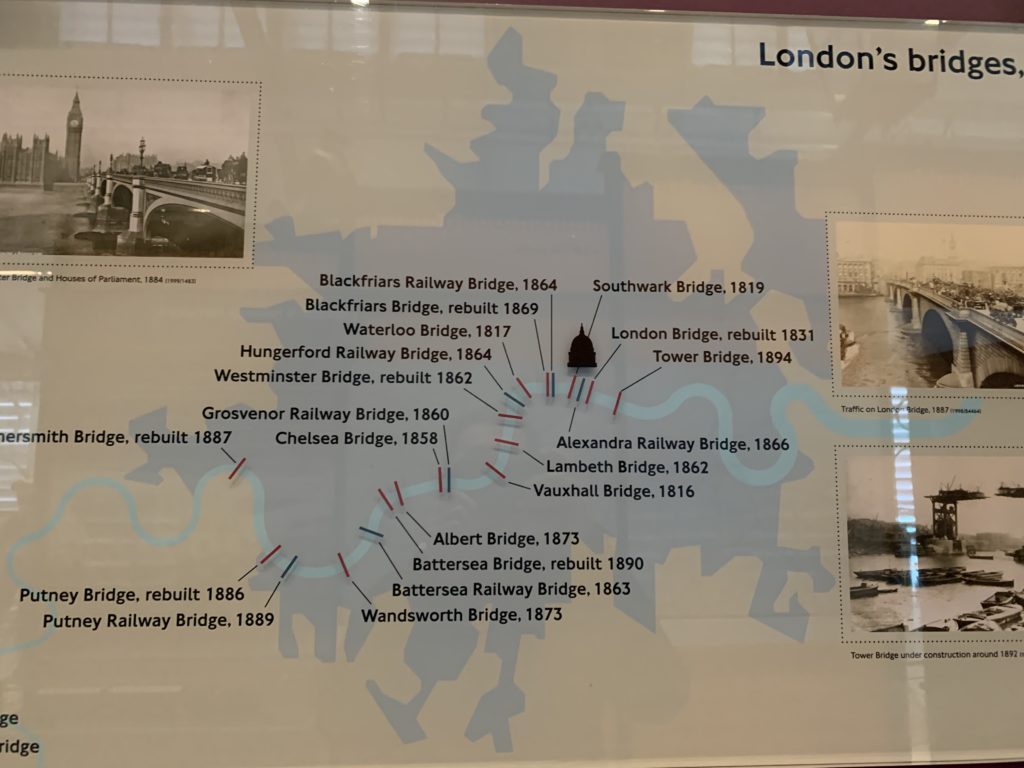 London's bridges,
Bridge and Houses of Parliament, 1884 (1999/1483)
Blackfriars Railway Bridge, 1864
Southwark Bridge, 1819
Blackfriars Bridge, rebuilt 1869
Waterloo Bridge, 1817
London Bridge, rebuilt 1831
Hungerford Railway Bridge, 1864
Tower Bridge, 1894
Westminster Bridge, rebuilt 1862
Traffic on London Bridge, 1887
Grosvenor Railway Bridge, 1860
mersmith Bridge, rebuilt 1887
Chelsea Bridge, 1858
Alexandra Railway Bridge, 1866
Lambeth Bridge, 1862
Vauxhall Bridge, 1816
Albert Bridge, 1873
Battersea Bridge, rebuilt 1890
Battersea Railway Bridge, 1863
Putney Bridge, rebuilt 1886
Wandsworth Bridge, 1873
Putney Railway Bridge, 1889
Tower Bridge under construction around 1892
ge
ridge